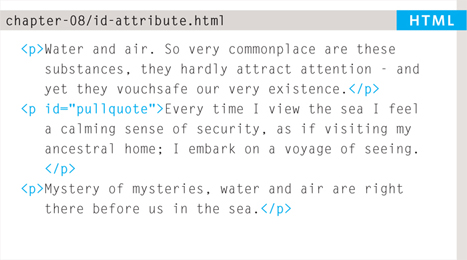 chapter-08/id-attribute.html HTML
<p>Water and air. So very commonplace are these
substances, they hardly attract attention - and
yet they vouchsafe our very existence.</p>
<p id="pullquote">Every time I view the sea I feel
a calming sense of security, as if visiting my
ancestral home; I embark on a voyage of seeing.
</p>
<p>Mystery of mysteries, water and air are right
there before us in the sea.</p>